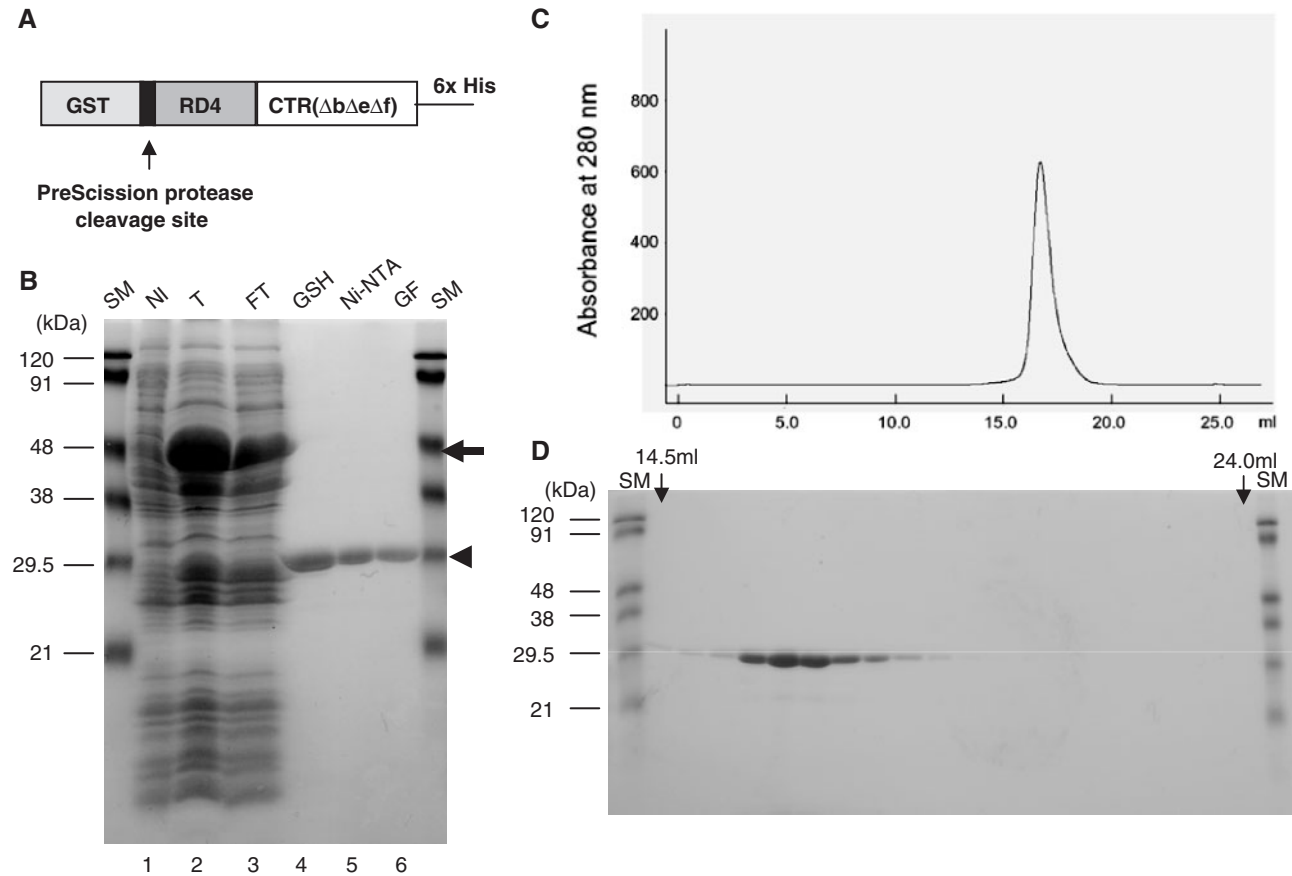 A
GST
RD4
CTR(ΔbΔeΔf)
6x His
PreScission protease
cleavage site
B
SM NI T FT GSH Ni-NTA GF SM
(kDa)
120
91
48
38
29.5
21
1 2 3 4 5 6
C
Absorbance at 280 nm
800
600
400
200
0 5.0 10.0 15.0 20.0 25.0 ml
D
14.5ml 24.0ml
(kDa) SM SM
120
91
48
38
29.5
21